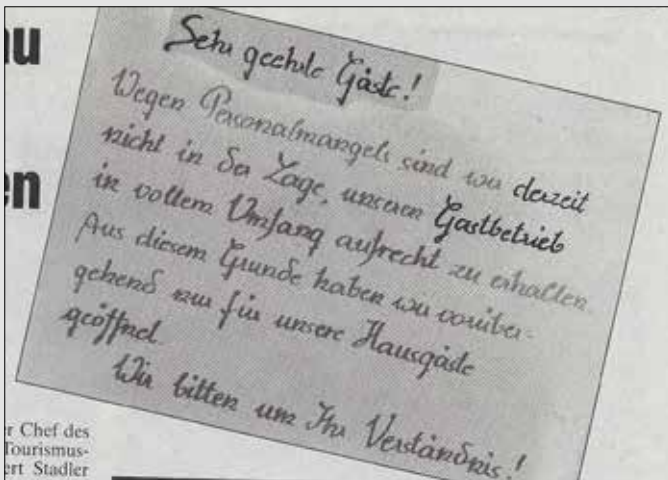 au
en
Sehr geehrte Gäste!
Wegen Personalmangels sind wir derzeit
nicht in der Lage, unseren Gastbetrieb
in vollem Umfang aufrecht zu erhalten.
Aus diesem Grunde haben wir vorüber-
gehend nur für unsere Hausgäste
geöffnet.
Wir bitten um Ihr Verständnis!
r Chef des
Tourismus-
ert Stadler